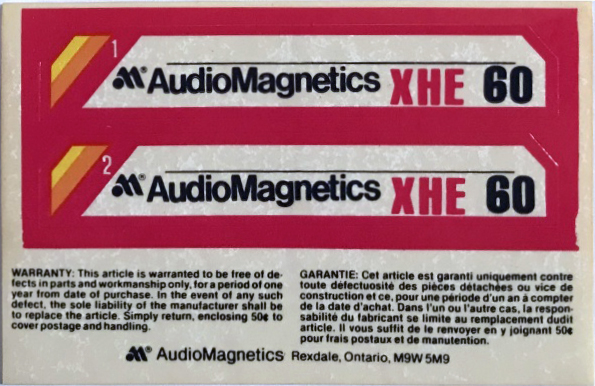 1
AudioMagnetics XHE 60
2
AudioMagnetics XHE 60
WARRANTY: This article is warranted to be free of de-
fects in parts and workmanship only, for a period of one
year from date of purchase. In the event of any such
defect, the sole liability of the manufacturer shall be
to replace the article. Simply return, enclosing 50¢ to
cover postage and handling.
GARANTIE: Cet article est garanti uniquement contre
toute défectuosité des pièces détachées ou vice de
construction et ce, pour une période d'un an à compter
de la date d'achat. Dans l'un ou l'autre cas, la respon-
sabilité du fabricant se limite au remplacement dudit
article. Il vous suffit de le renvoyer en y joignant 50¢
pour frais postaux et de manutention.
AudioMagnetics Rexdale, Ontario, M9W 5M9